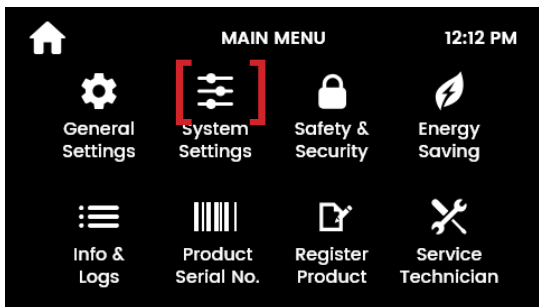 MAIN MENU 12:12 PM
General Settings
System Settings
Safety & Security
Energy Saving
Info & Logs
Product Serial No.
Register Product
Service Technician